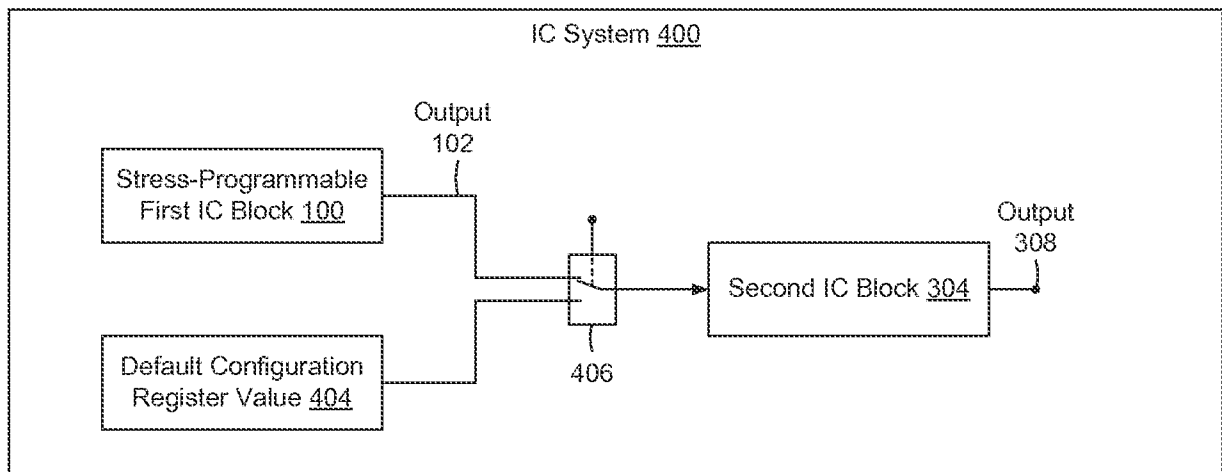 IC System 400
Output
102
Stress-Programmable
First IC Block 100
Output
308
Second IC Block 304
406
Default Configuration
Register Value 404